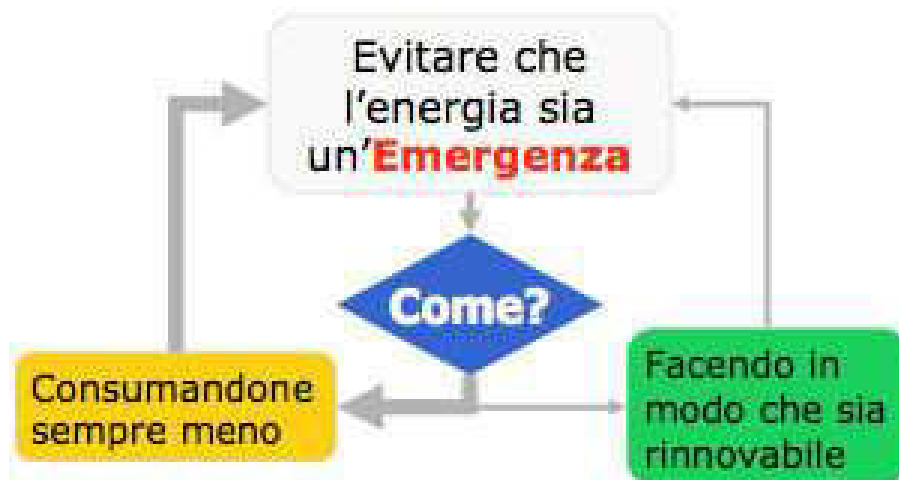 Evitare che
l'energia sia
un'Emergenza
Come?
Consumandone
sempre meno
Facendo in
modo che sia
rinnovabile